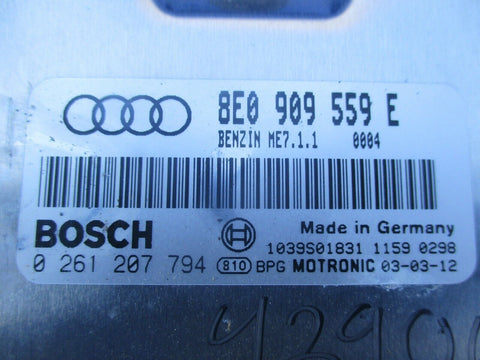 8E0 909 559 E
BENZIN ME7.1.1 0004
BOSCH
Made in Germany
1039S01831 1159 0298
0 261 207 794 810 BPG MOTRONIC 03-03-12